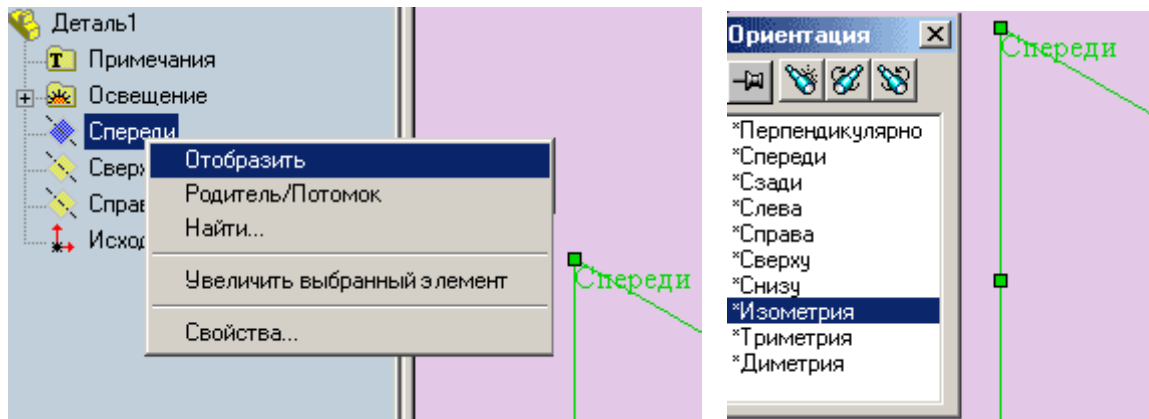 Деталь1
Примечания
Освещение
Спереди
Отобразить
Родитель/Потомок
Найти...
Увеличить выбранный элемент
Свойства...
Спереди
Ориентация
*Перпендикулярно
*Спереди
*Сзади
*Слева
*Справа
*Сверху
*Снизу
*Изометрия
*Триметрия
*Диметрия
Спереди